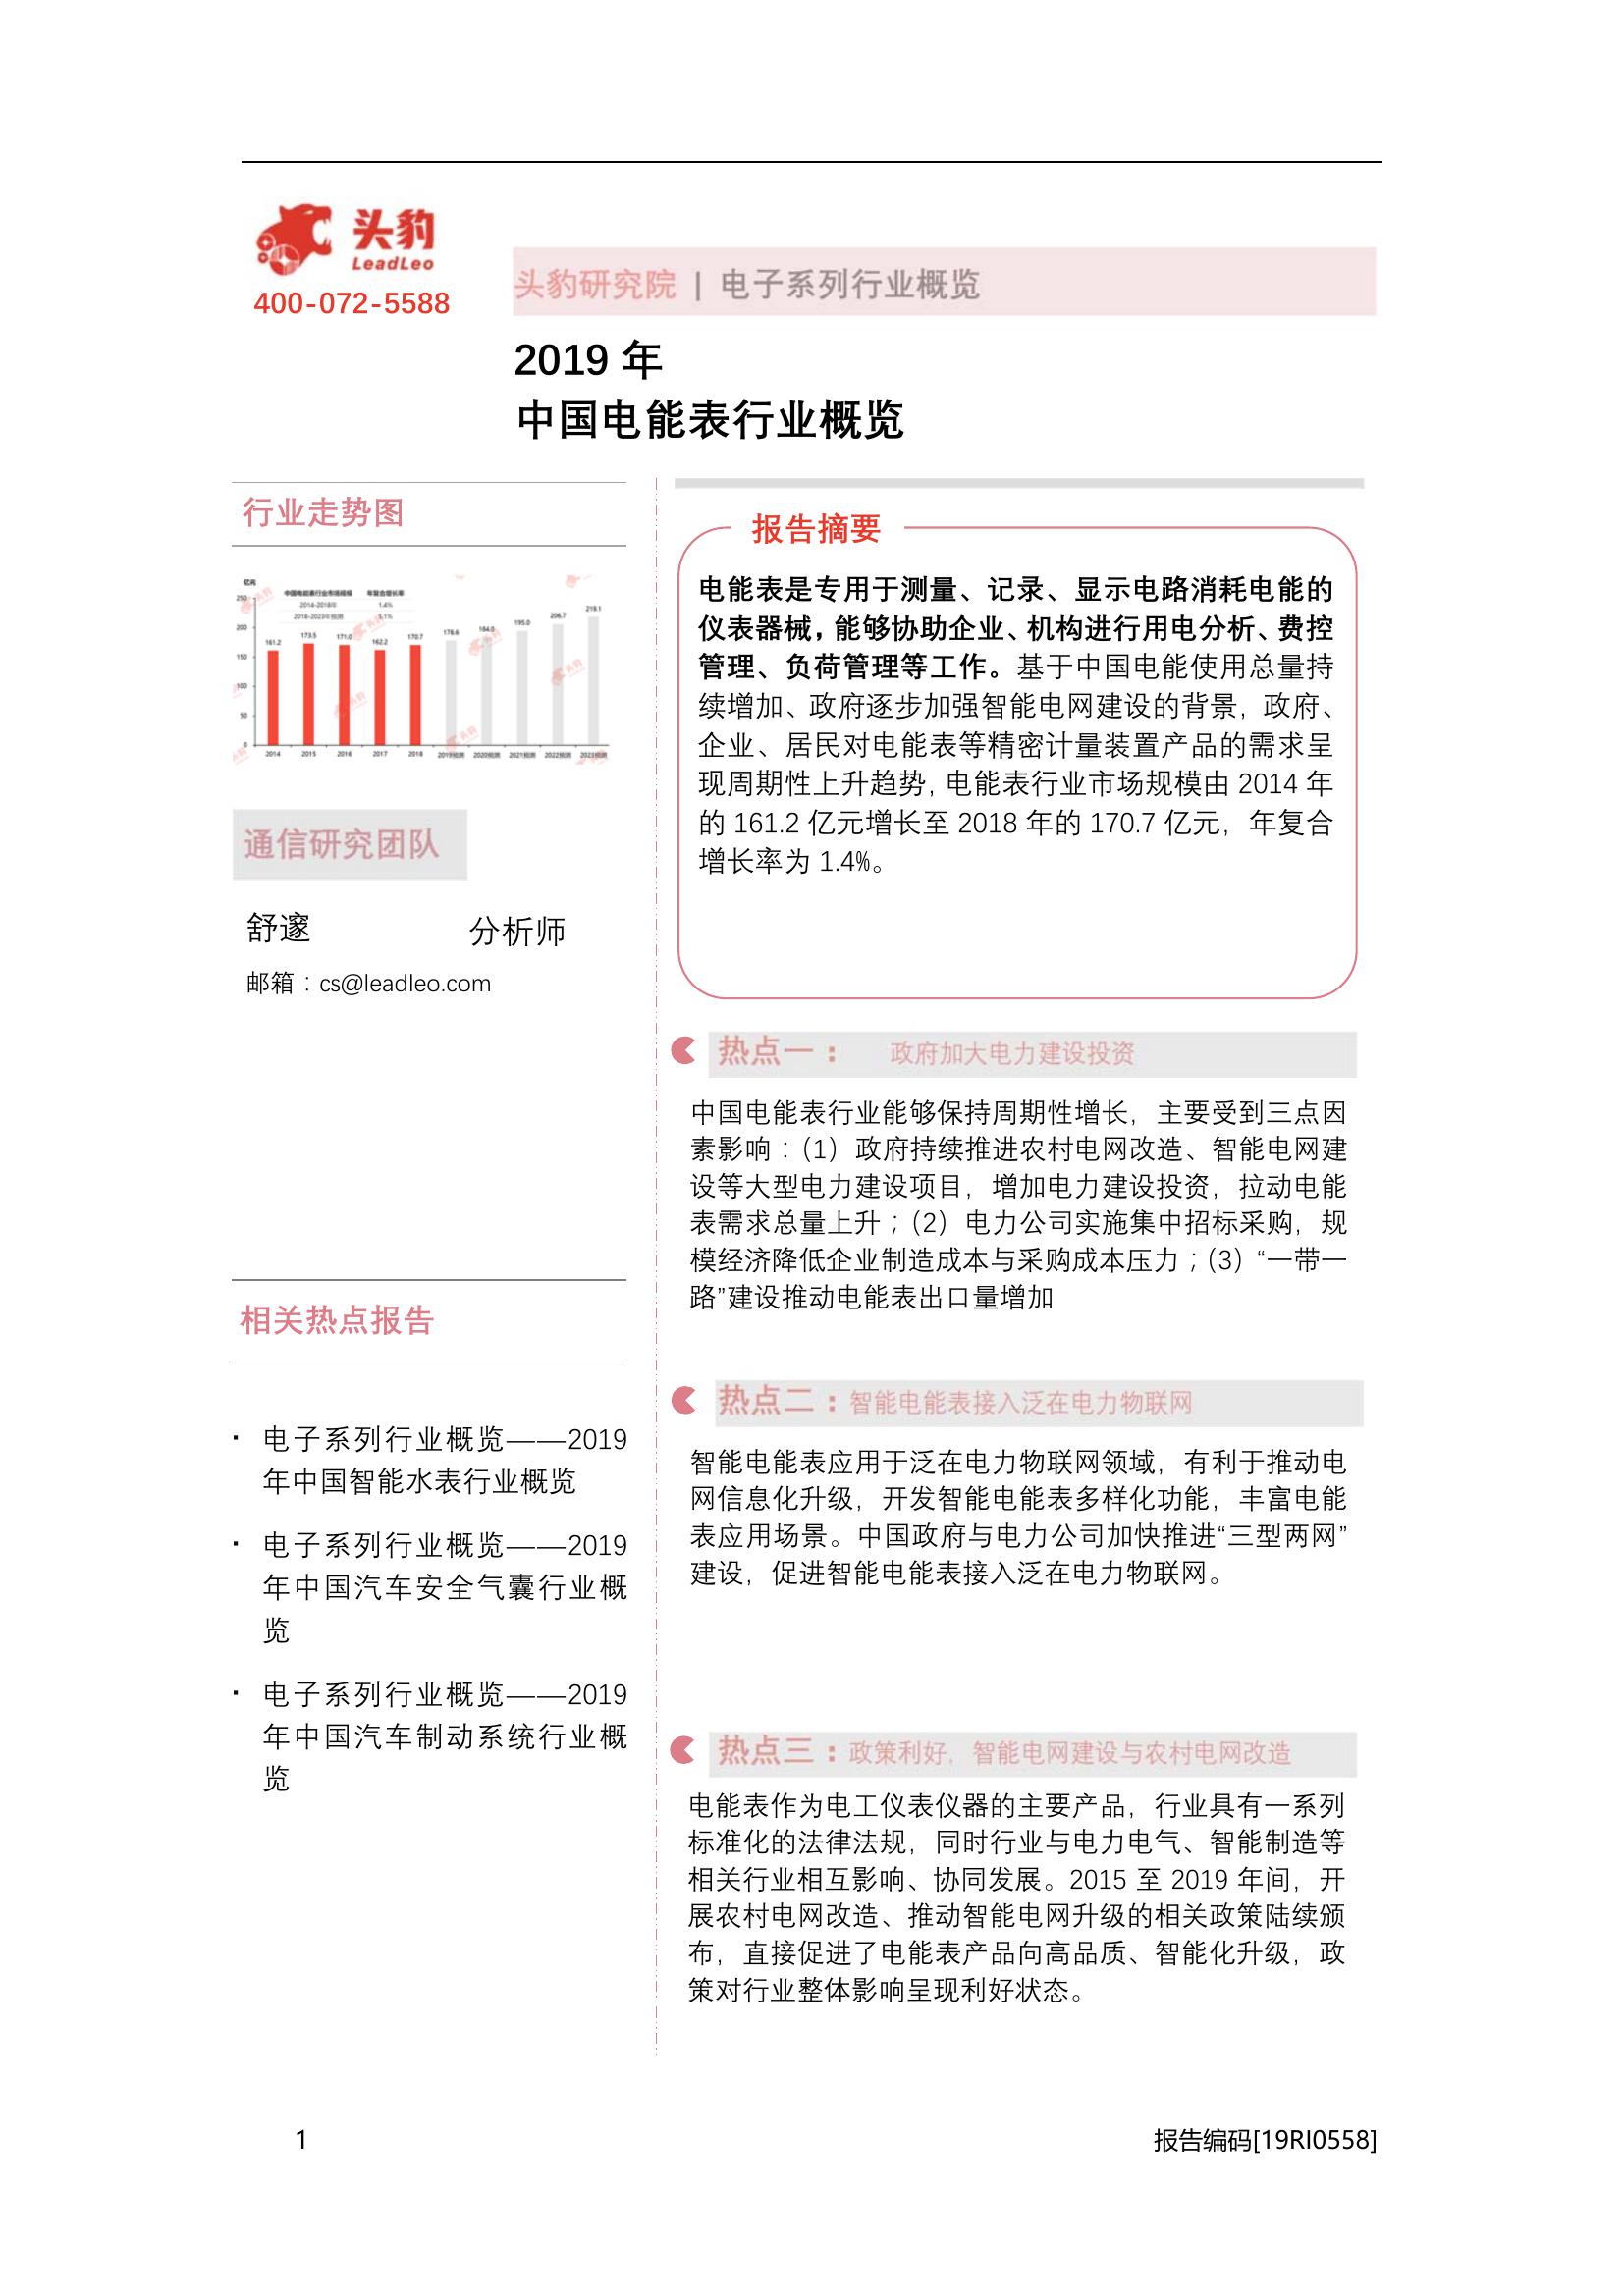 头豹
LeadLeo
400-072-5588
头豹研究院 | 电子系列行业概览
2019 年
中国电能表行业概览
行业走势图
亿元
中国电能表行业市场规模 年复合增长率
2014-2018年 1.4%
2018-2023年预测 5.1%
250
200
150
100
50
0
161.2
173.5
171.0
162.2
170.7
178.6
184.0
195.0
206.7
219.1
2014
2015
2016
2017
2018
2019预测
2020预测
2021预测
2022预测
2023预测
通信研究团队
舒邃 分析师
邮箱：cs@leadleo.com
相关热点报告
· 电子系列行业概览——2019
年中国智能水表行业概览
· 电子系列行业概览——2019
年中国汽车安全气囊行业概
览
· 电子系列行业概览——2019
年中国汽车制动系统行业概
览
报告摘要
电能表是专用于测量、记录、显示电路消耗电能的
仪表器械，能够协助企业、机构进行用电分析、费控
管理、负荷管理等工作。基于中国电能使用总量持
续增加、政府逐步加强智能电网建设的背景，政府、
企业、居民对电能表等精密计量装置产品的需求呈
现周期性上升趋势，电能表行业市场规模由 2014 年
的 161.2 亿元增长至 2018 年的 170.7 亿元，年复合
增长率为 1.4%。
热点一： 政府加大电力建设投资
中国电能表行业能够保持周期性增长，主要受到三点因
素影响：（1）政府持续推进农村电网改造、智能电网建
设等大型电力建设项目，增加电力建设投资，拉动电能
表需求总量上升；（2）电力公司实施集中招标采购，规
模经济降低企业制造成本与采购成本压力；（3）“一带一
路”建设推动电能表出口量增加
热点二：智能电能表接入泛在电力物联网
智能电能表应用于泛在电力物联网领域，有利于推动电
网信息化升级，开发智能电能表多样化功能，丰富电能
表应用场景。中国政府与电力公司加快推进“三型两网”
建设，促进智能电能表接入泛在电力物联网。
热点三：政策利好，智能电网建设与农村电网改造
电能表作为电工仪表仪器的主要产品，行业具有一系列
标准化的法律法规，同时行业与电力电气、智能制造等
相关行业相互影响、协同发展。2015 至 2019 年间，开
展农村电网改造、推动智能电网升级的相关政策陆续颁
布，直接促进了电能表产品向高品质、智能化升级，政
策对行业整体影响呈现利好状态。
1
报告编码[19RI0558]